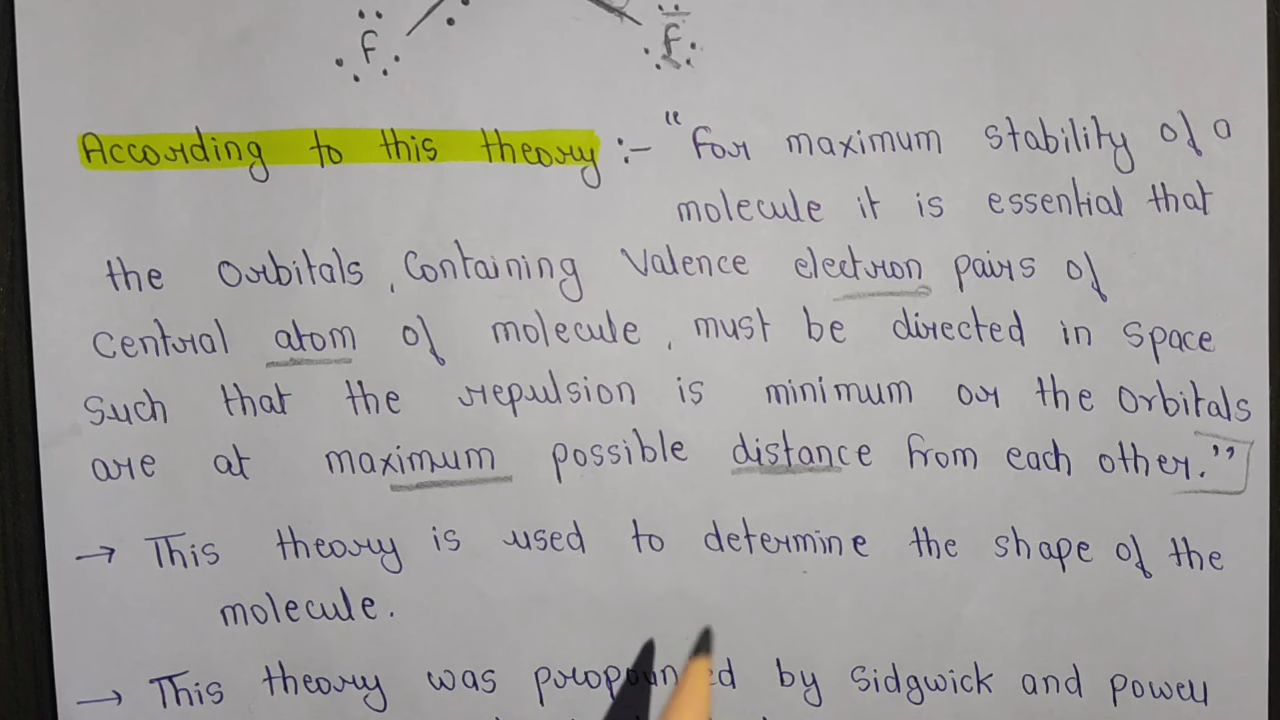 F F
According to this theory :- "For maximum stability of a
molecule it is essential that
the orbitals, containing valence electron pairs of
central atom of molecule, must be directed in space
such that the repulsion is minimum or the orbitals
are at maximum possible distance from each other."
→ This theory is used to determine the shape of the
molecule.
→ This theory was propounded by Sidgwick and powell